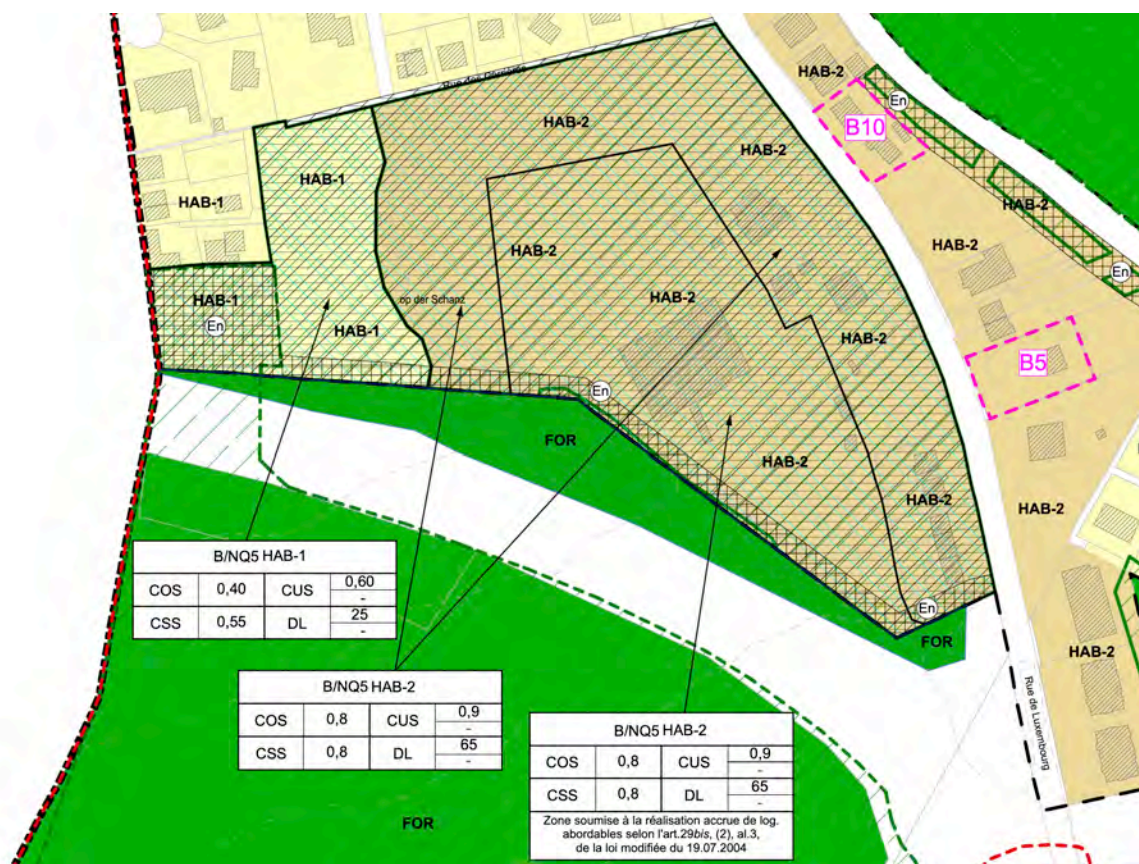 HAB-2
HAB-2
En
B10
HAB-2
HAB-2
HAB-1
HAB-1
HAB-2
HAB-2
HAB-2
HAB-1
En
op der Schanz
HAB-2
En
HAB-1
HAB-2
B5
En
FOR
HAB-2
HAB-2
HAB-2
B/NQ5 HAB-1
COS 0,40 CUS 0,60 -
CSS 0,55 DL 25 -
En
FOR
HAB-2
B/NQ5 HAB-2
COS 0,8 CUS 0,9 -
CSS 0,8 DL 65 -
Rue de Luxembourg
B/NQ5 HAB-2
COS 0,8 CUS 0,9 -
CSS 0,8 DL 65 -
Zone soumise à la réalisation accrue de log.
abordables selon l'art.29bis, (2), al.3,
de la loi modifiée du 19.07.2004
FOR